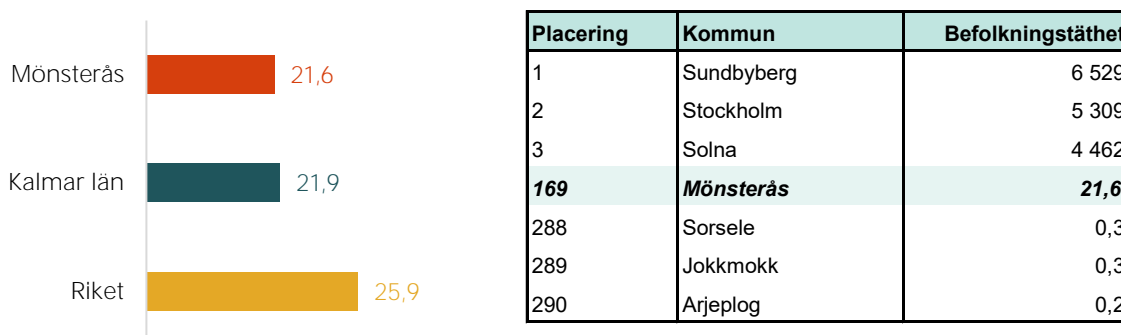 Mönsterås 21,6
Kalmar län 21,9
Riket 25,9
Placering Kommun Befolkningstäthet
1 Sundbyberg 6 529
2 Stockholm 5 309
3 Solna 4 462
169 Mönsterås 21,6
288 Sorsele 0,3
289 Jokkmokk 0,3
290 Arjeplog 0,2